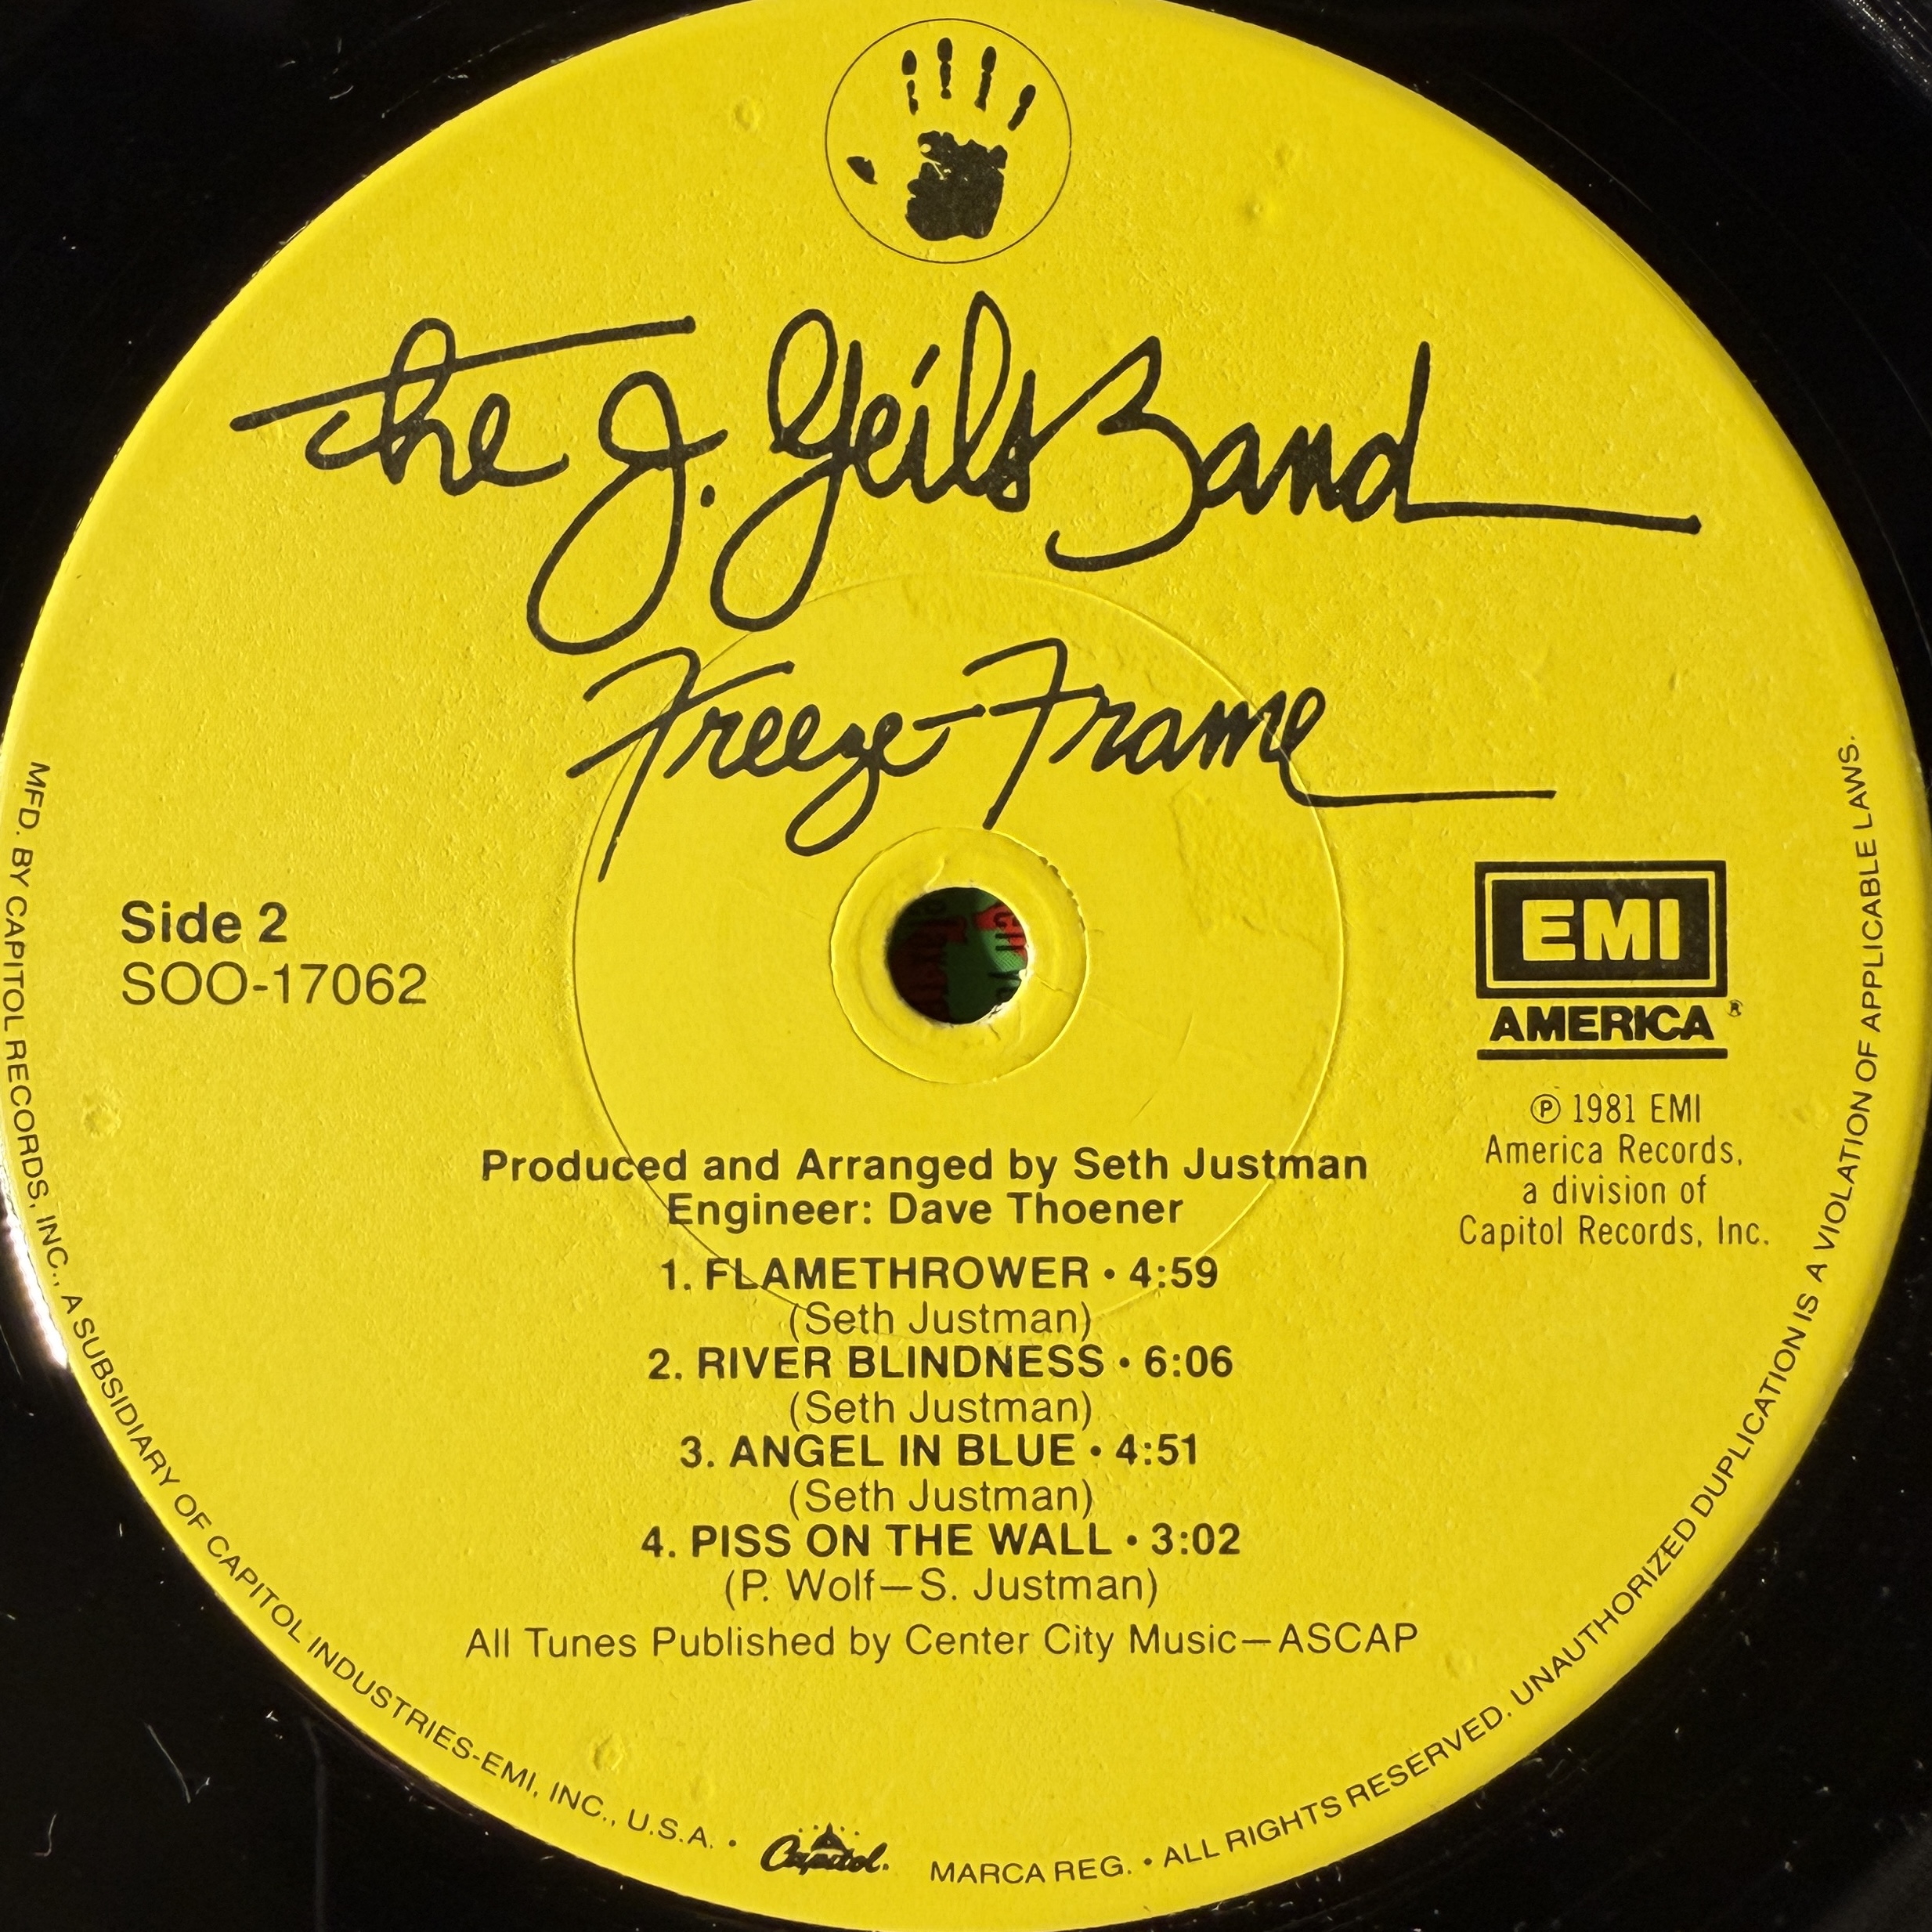 The J. Geils Band
Freeze-Frame
Side 2
SOO-17062
EMI
AMERICA®
℗ 1981 EMI
America Records,
a division of
Capitol Records, Inc.
Produced and Arranged by Seth Justman
Engineer: Dave Thoener
1. FLAMETHROWER • 4:59
(Seth Justman)
2. RIVER BLINDNESS • 6:06
(Seth Justman)
3. ANGEL IN BLUE • 4:51
(Seth Justman)
4. PISS ON THE WALL • 3:02
(P. Wolf—S. Justman)
All Tunes Published by Center City Music—ASCAP
MFD. BY CAPITOL RECORDS, INC., A SUBSIDIARY OF CAPITOL INDUSTRIES-EMI, INC., U.S.A. • Capitol. MARCA REG. • ALL RIGHTS RESERVED. UNAUTHORIZED DUPLICATION IS A VIOLATION OF APPLICABLE LAWS.